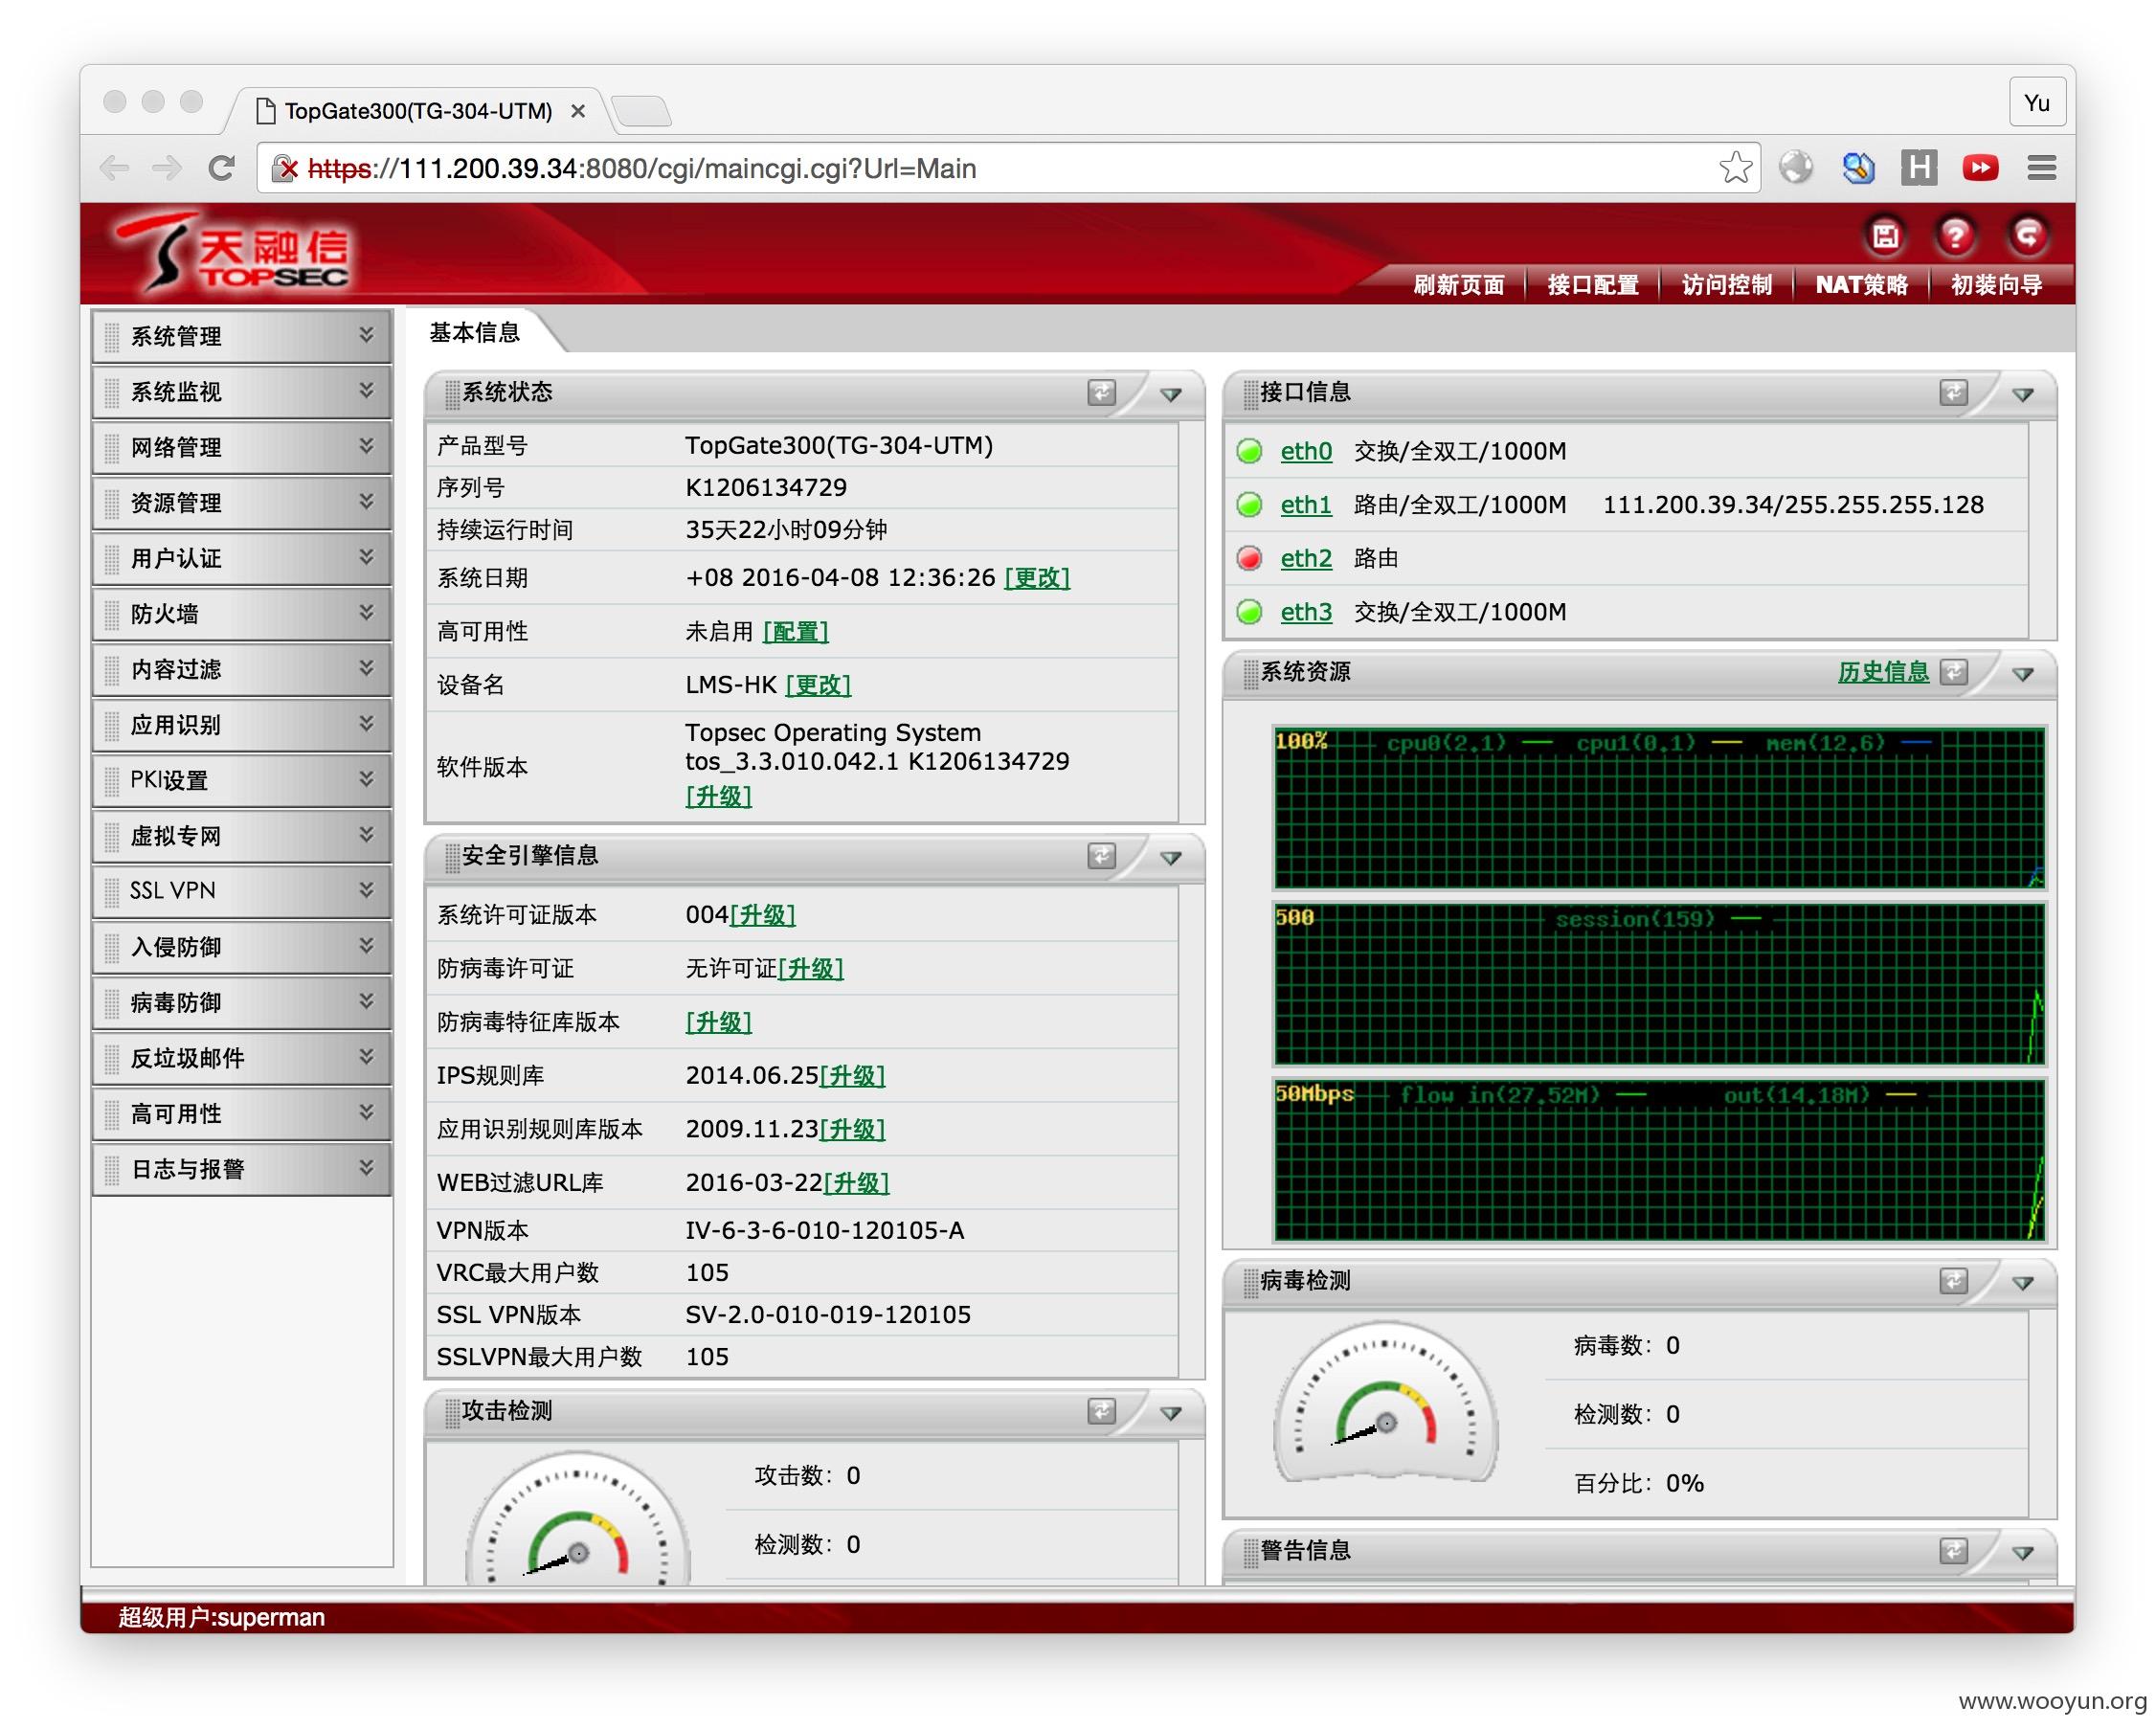 TopGate300(TG-304-UTM)
Yu
https://111.200.39.34:8080/cgi/maincgi.cgi?Url=Main
H
天融信
TOPSEC
刷新页面 接口配置 访问控制 NAT策略 初装向导
系统管理
系统监视
网络管理
资源管理
用户认证
防火墙
内容过滤
应用识别
PKI设置
虚拟专网
SSL VPN
入侵防御
病毒防御
反垃圾邮件
高可用性
日志与报警
基本信息
系统状态
产品型号 TopGate300(TG-304-UTM)
序列号 K1206134729
持续运行时间 35天22小时09分钟
系统日期 +08 2016-04-08 12:36:26 [更改]
高可用性 未启用 [配置]
设备名 LMS-HK [更改]
软件版本 Topsec Operating System
tos_3.3.010.042.1 K1206134729
[升级]
安全引擎信息
系统许可证版本 004[升级]
防病毒许可证 无许可证[升级]
防病毒特征库版本 [升级]
IPS规则库 2014.06.25[升级]
应用识别规则库版本 2009.11.23[升级]
WEB过滤URL库 2016-03-22[升级]
VPN版本 IV-6-3-6-010-120105-A
VRC最大用户数 105
SSL VPN版本 SV-2.0-010-019-120105
SSLVPN最大用户数 105
攻击检测
攻击数：0
检测数：0
接口信息
eth0 交换/全双工/1000M
eth1 路由/全双工/1000M 111.200.39.34/255.255.255.128
eth2 路由
eth3 交换/全双工/1000M
系统资源 历史信息
100% cpu0(2.1) cpu1(0.1) mem(12.6)
500 session(159)
50Mbps flow in(27.52M) out(14.18M)
病毒检测
病毒数：0
检测数：0
百分比：0%
警告信息
超级用户:superman
www.wooyun.org